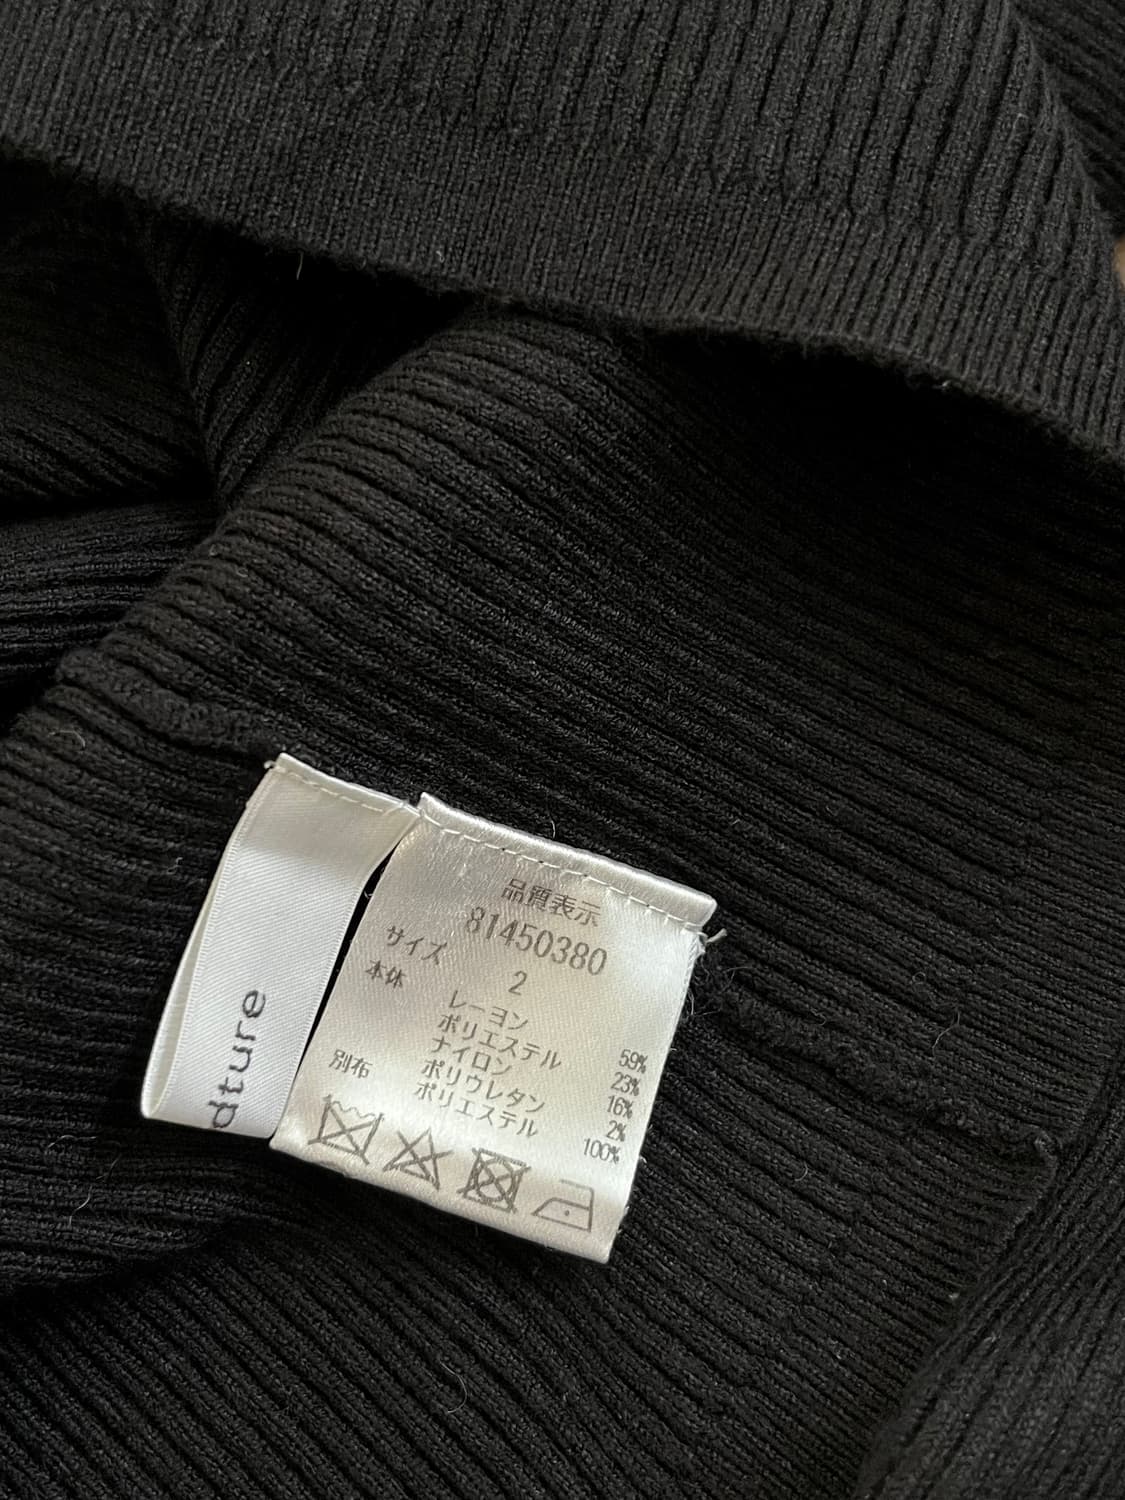 品質表示
81450380
サイズ 2
本体
レーヨン 59%
ポリエステル 23%
ナイロン 16%
ポリウレタン 2%
別布 ポリエステル 100%
dture